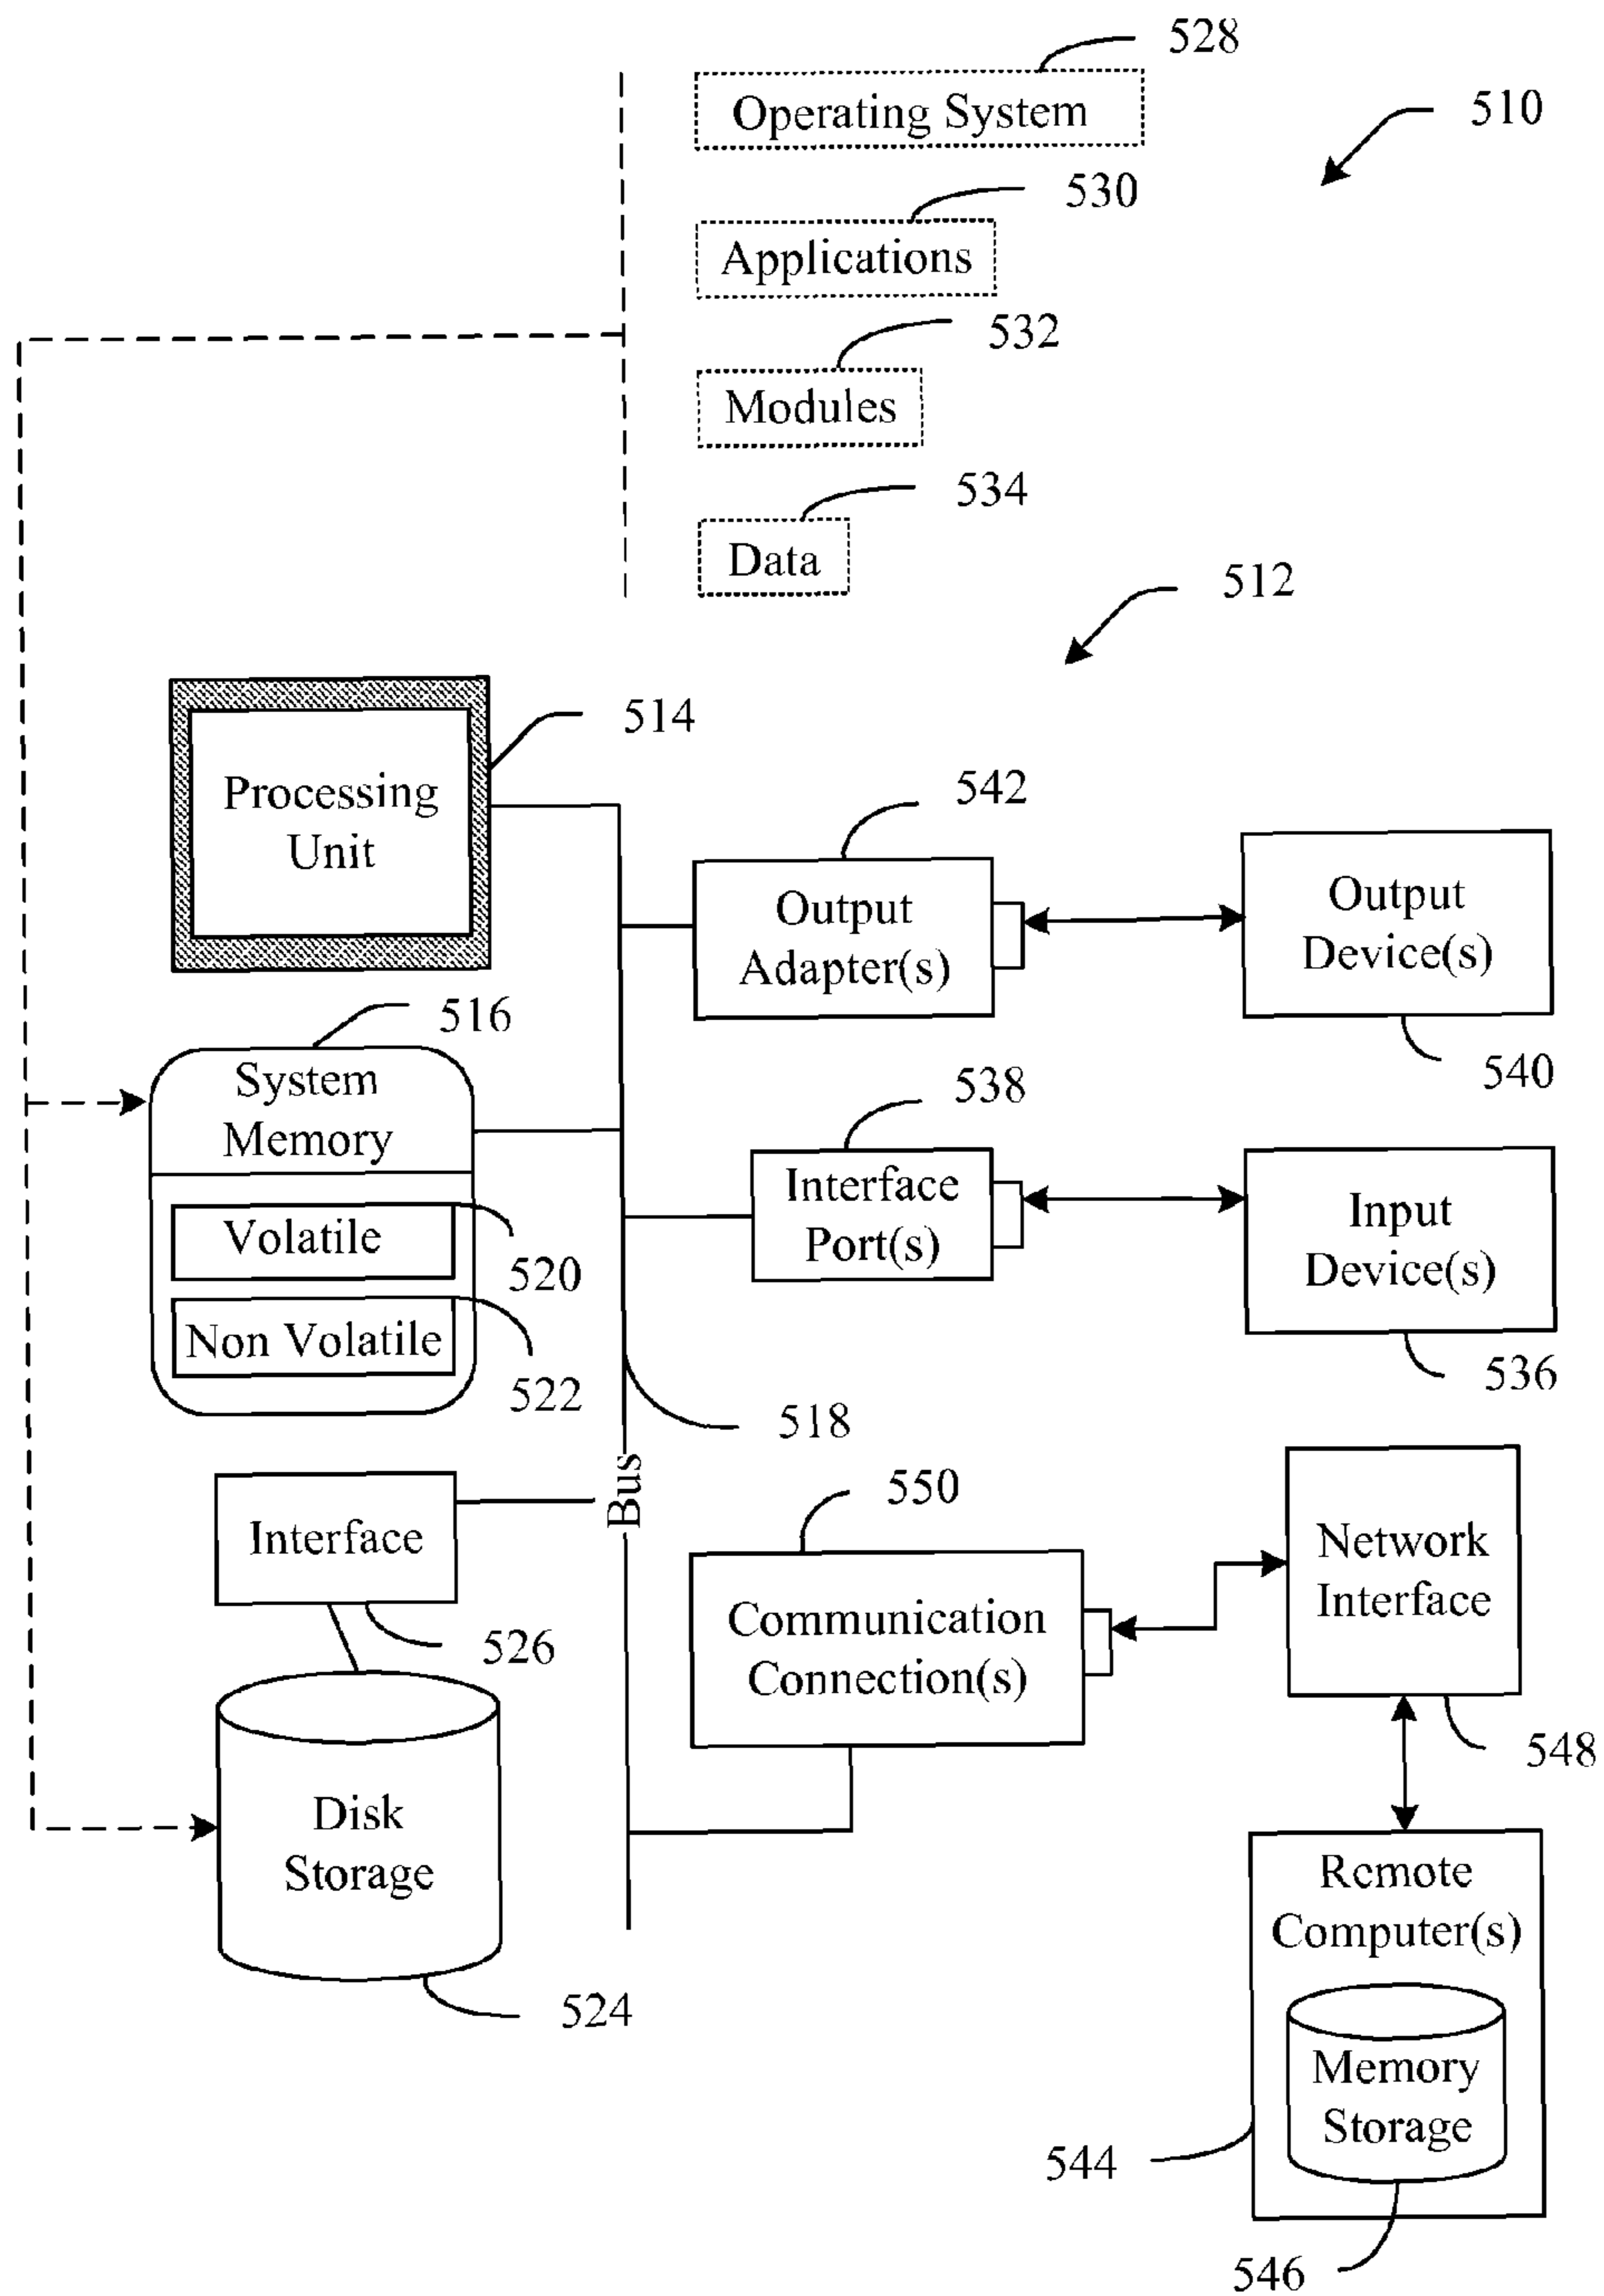 528
Operating System
510
530
Applications
532
Modules
534
Data
512
514
Processing
Unit
542
Output
Adapter(s)
Output
Device(s)
540
516
System
Memory
538
Interface
Port(s)
Input
Device(s)
536
Volatile
520
Non Volatile
522
518
Bus
Interface
526
550
Communication
Connection(s)
Network
Interface
548
Disk
Storage
524
Remote
Computer(s)
Memory
Storage
544
546